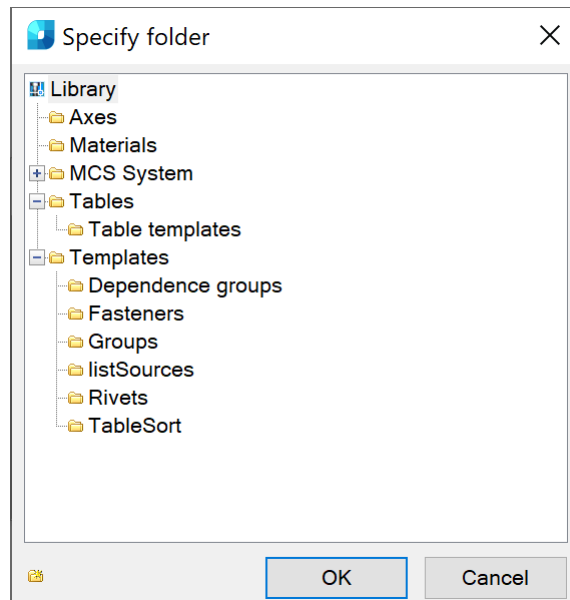 Specify folder
Library
Axes
Materials
MCS System
Tables
Table templates
Templates
Dependence groups
Fasteners
Groups
listSources
Rivets
TableSort
OK
Cancel